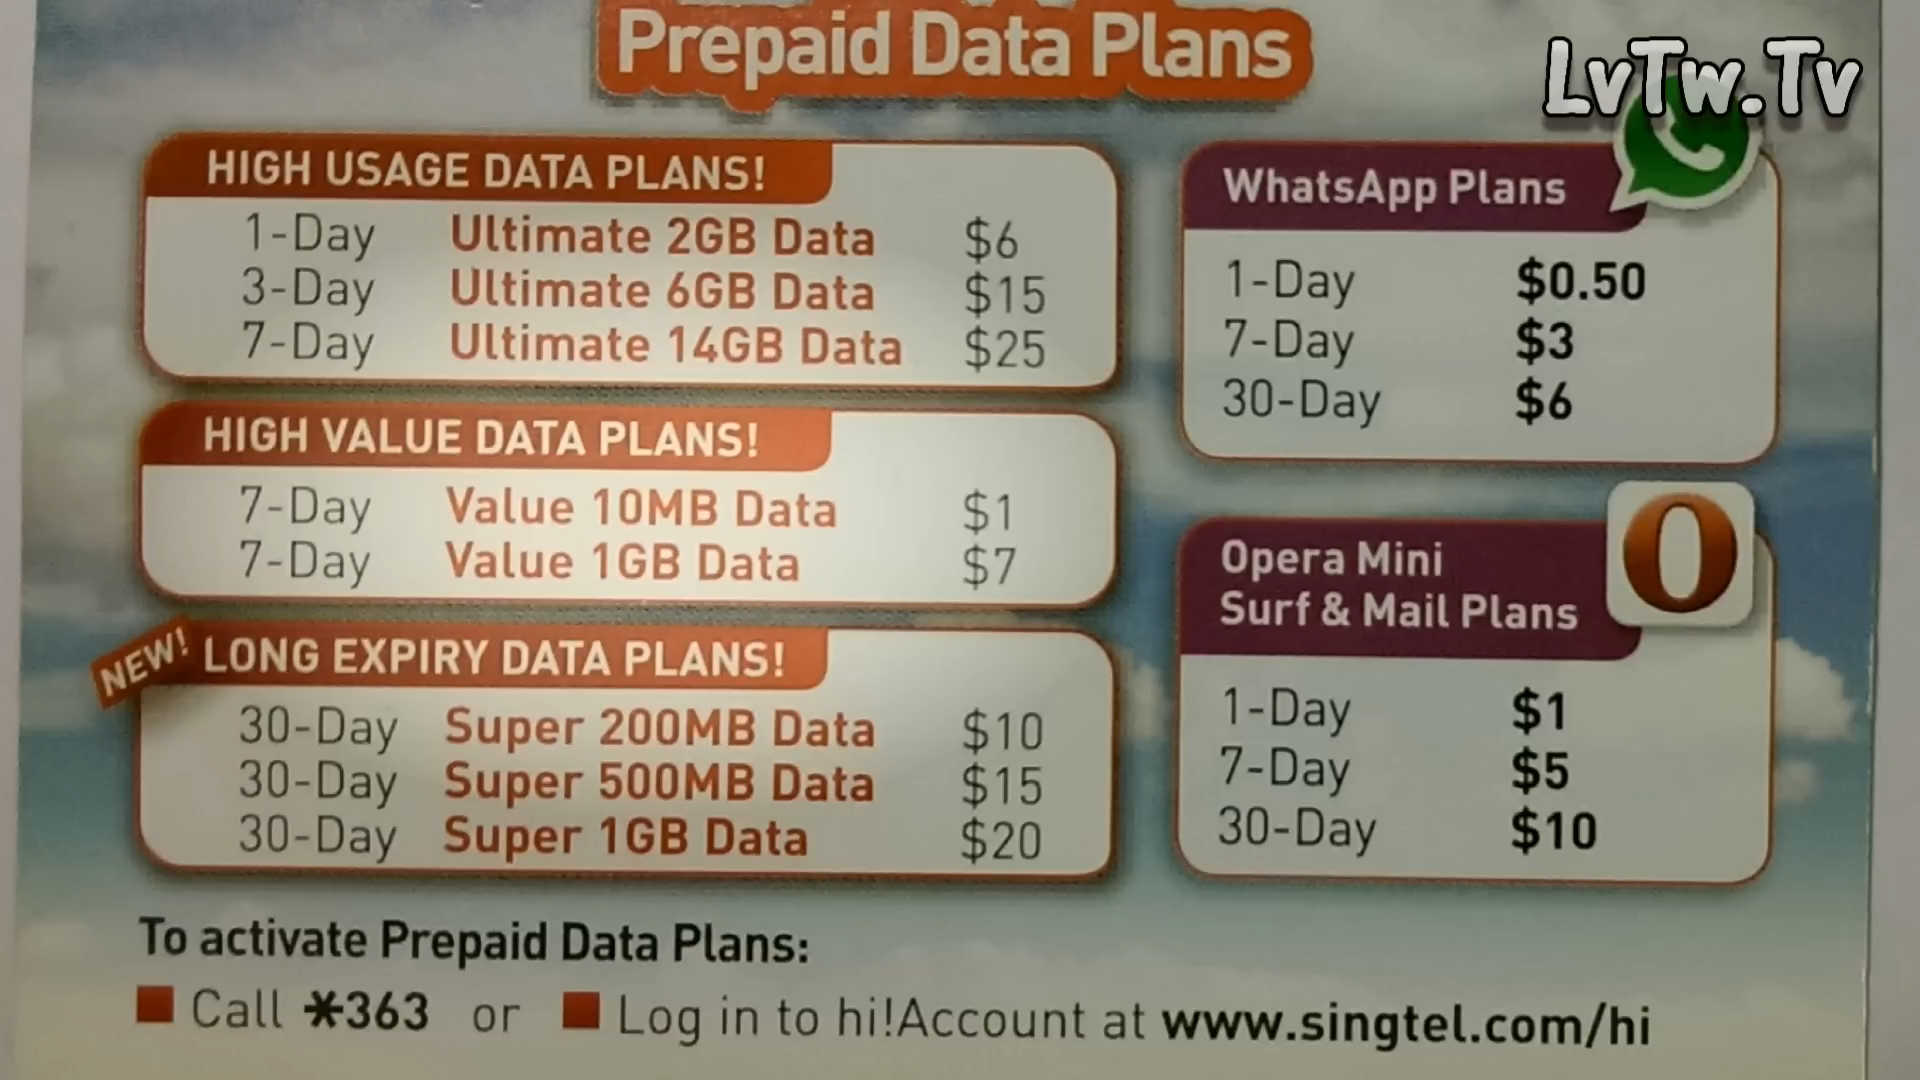 Prepaid Data Plans
LvTw.Tv
HIGH USAGE DATA PLANS!
1-Day Ultimate 2GB Data $6
3-Day Ultimate 6GB Data $15
7-Day Ultimate 14GB Data $25
HIGH VALUE DATA PLANS!
7-Day Value 10MB Data $1
7-Day Value 1GB Data $7
NEW!
LONG EXPIRY DATA PLANS!
30-Day Super 200MB Data $10
30-Day Super 500MB Data $15
30-Day Super 1GB Data $20
WhatsApp Plans
1-Day $0.50
7-Day $3
30-Day $6
Opera Mini
Surf & Mail Plans
1-Day $1
7-Day $5
30-Day $10
To activate Prepaid Data Plans:
Call *363 or Log in to hi!Account at www.singtel.com/hi